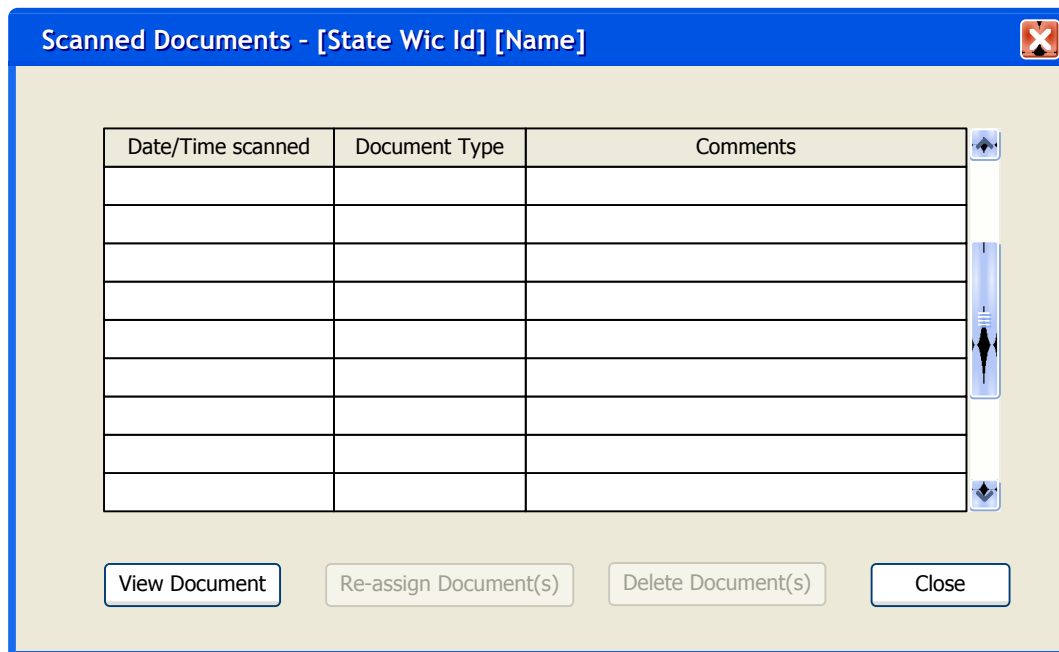 Scanned Documents – [State Wic Id] [Name]
Date/Time scanned Document Type Comments
View Document Re-assign Document(s) Delete Document(s) Close